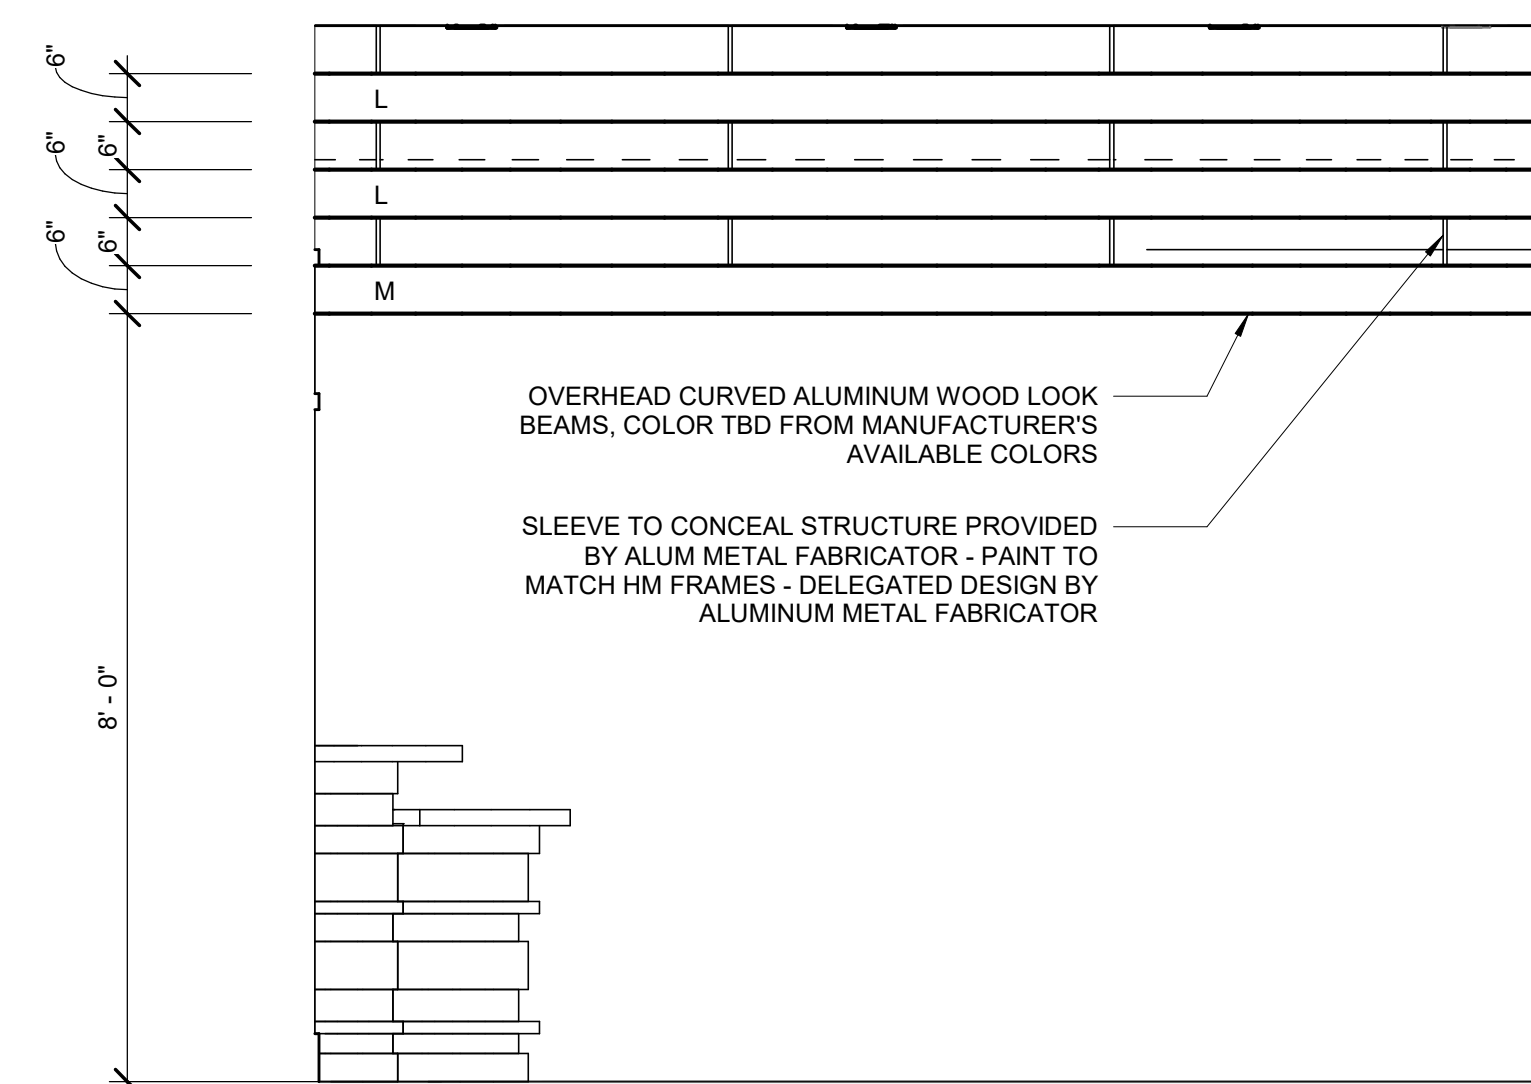 6"
L
6"
6"
L
6"
6"
M
OVERHEAD CURVED ALUMINUM WOOD LOOK
BEAMS, COLOR TBD FROM MANUFACTURER'S
AVAILABLE COLORS
SLEEVE TO CONCEAL STRUCTURE PROVIDED
BY ALUM METAL FABRICATOR - PAINT TO
MATCH HM FRAMES - DELEGATED DESIGN BY
ALUMINUM METAL FABRICATOR
8' - 0"